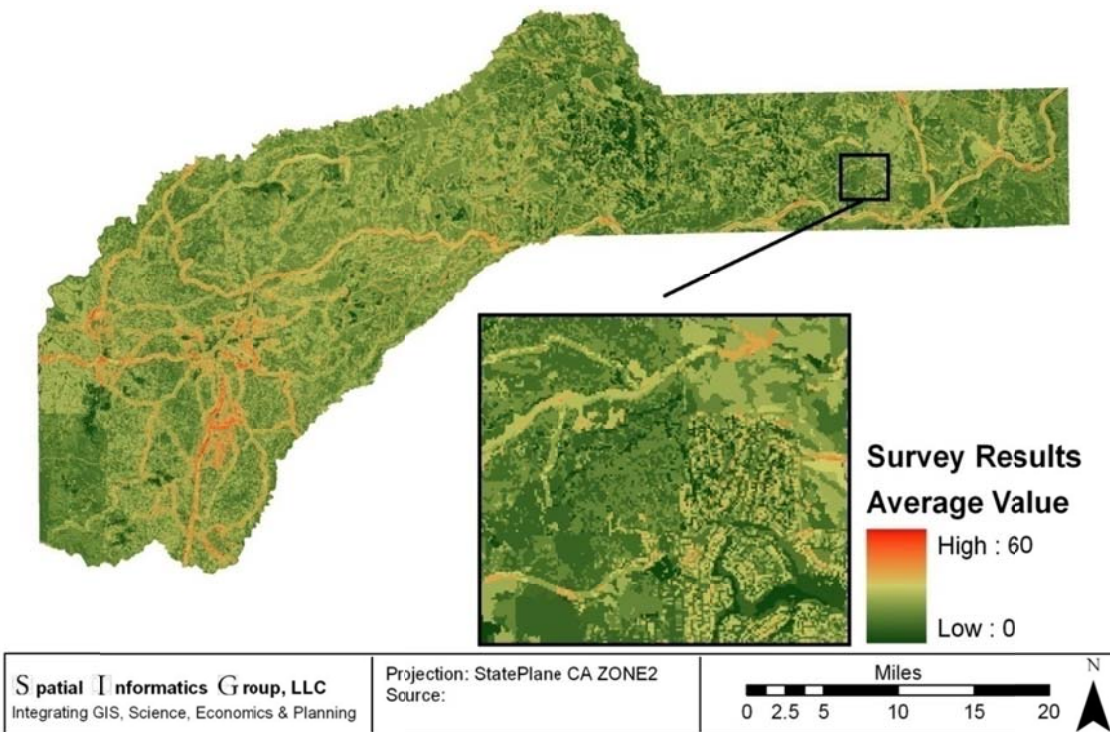 Survey Results
Average Value
High : 60
Low : 0
Spatial Informatics Group, LLC
Integrating GIS, Science, Economics & Planning
Projection: StatePlane CA ZONE2
Source:
Miles
0 2.5 5 10 15 20
N